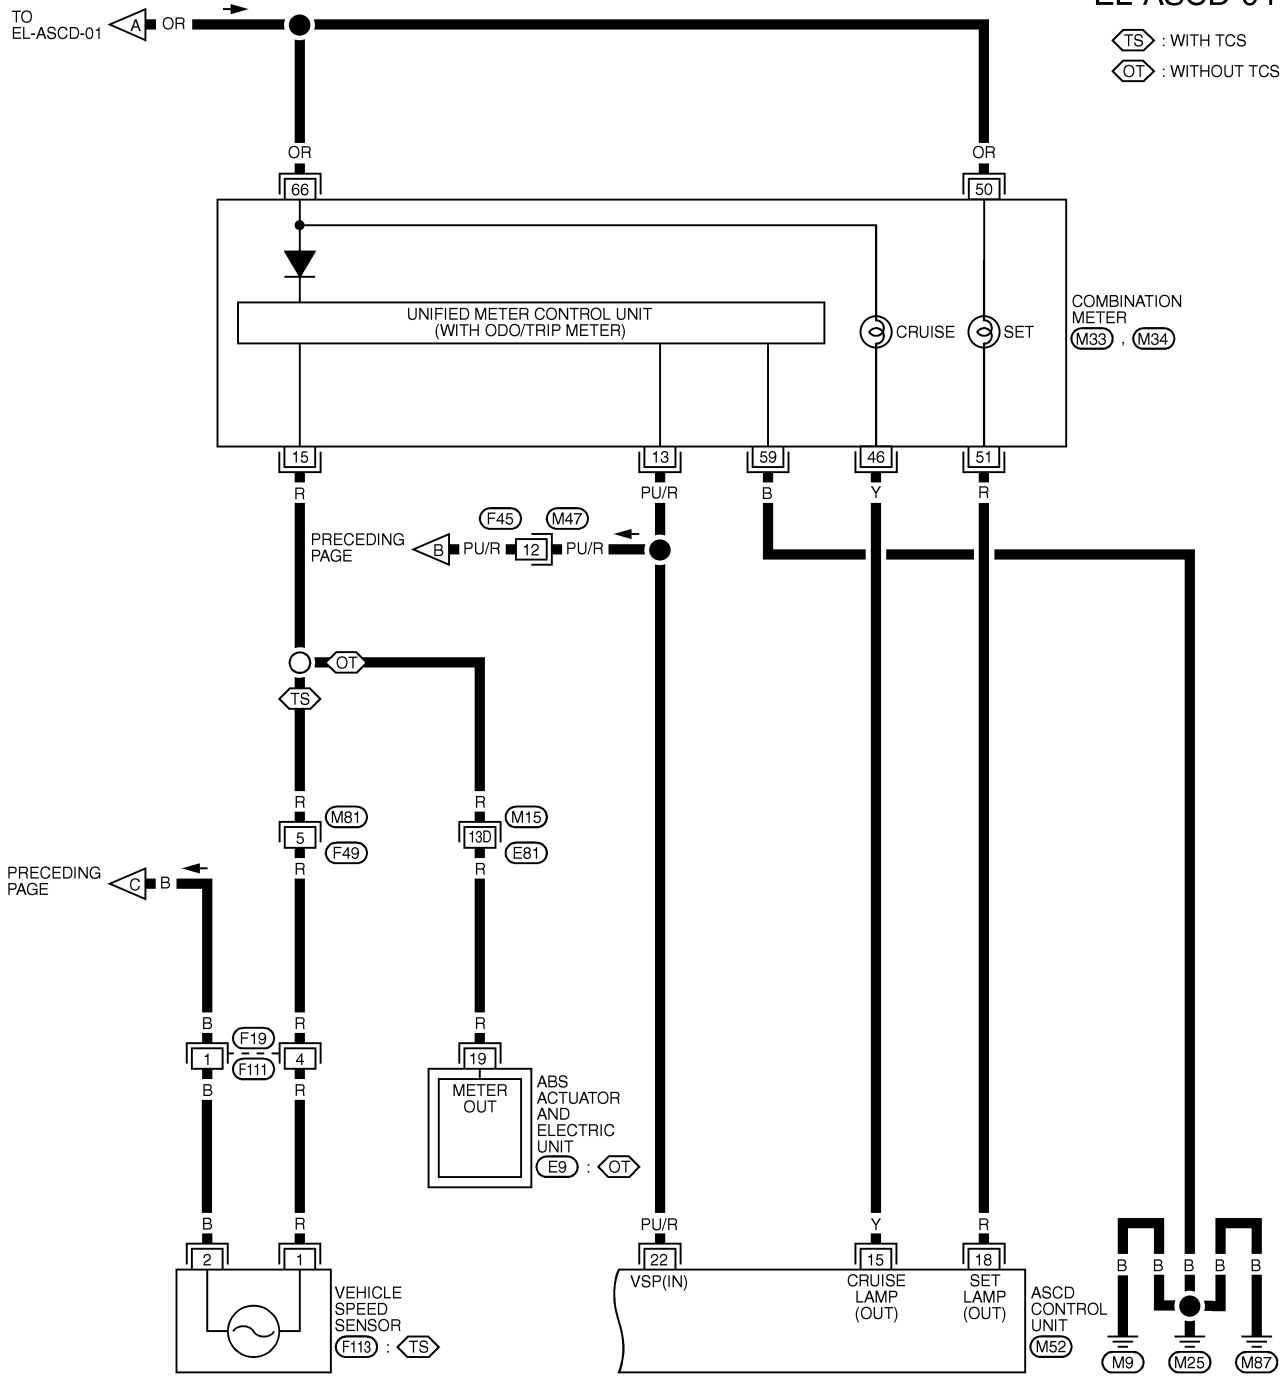 EL-ASCD-01
TO
EL-ASCD-01
A
OR
TS : WITH TCS
OT : WITHOUT TCS
OR
OR
66
50
UNIFIED METER CONTROL UNIT
(WITH ODO/TRIP METER)
CRUISE
SET
COMBINATION
METER
M33 , M34
15
13
59
46
51
R
PU/R
B
Y
R
F45
M47
PRECEDING
PAGE
B
PU/R
12
PU/R
OT
TS
R
R
M81
M15
5
13D
F49
E81
R
R
PRECEDING
PAGE
C
B
B
R
R
F19
1
4
19
F111
B
R
METER
OUT
ABS
ACTUATOR
AND
ELECTRIC
UNIT
E9 : OT
B
R
PU/R
Y
R
2
1
22
15
18
VSP(IN)
CRUISE
LAMP
(OUT)
SET
LAMP
(OUT)
VEHICLE
SPEED
SENSOR
F113 : TS
ASCD
CONTROL
UNIT
M52
B
B
B
B
B
M9
M25
M87